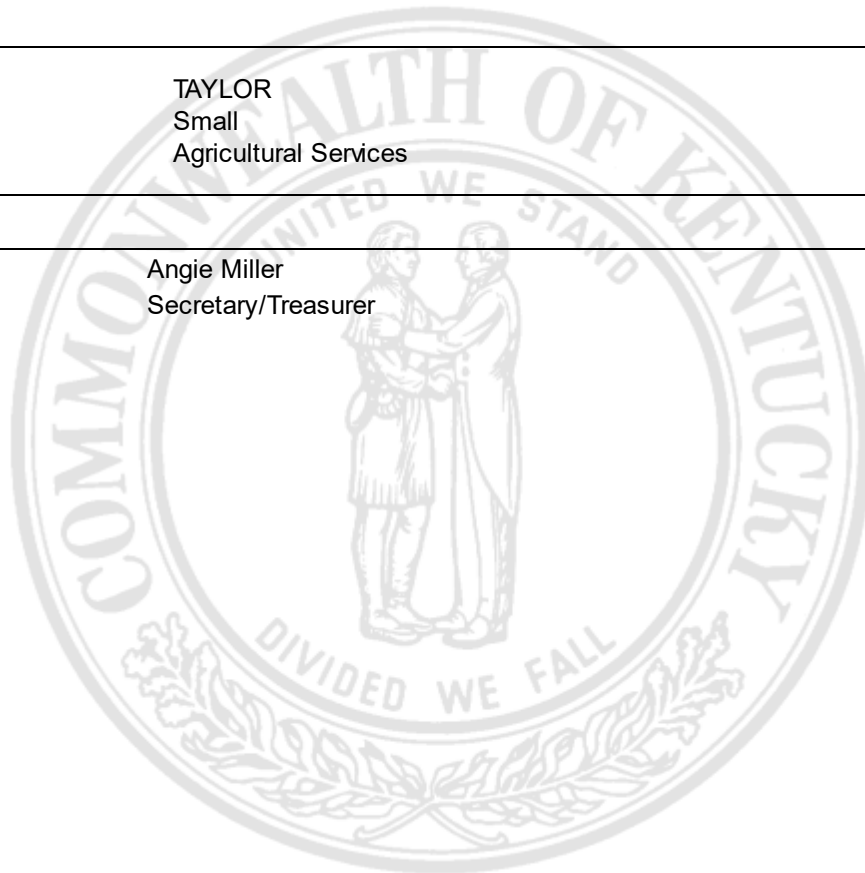 TAYLOR
Small
Agricultural Services
Angie Miller
Secretary/Treasurer
COMMONWEALTH OF KENTUCKY
UNITED WE STAND
DIVIDED WE FALL